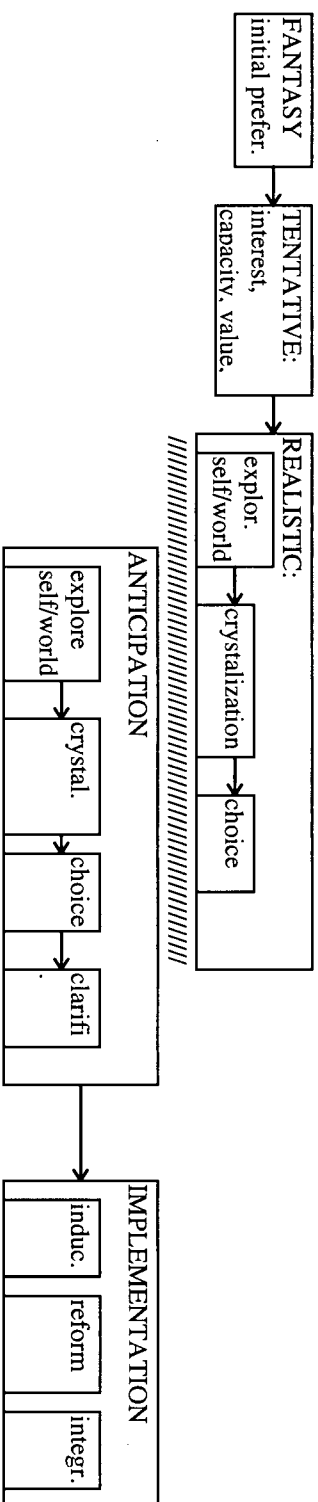 FANTASY
initial prefer.
TENTATIVE:
interest,
capacity, value,
REALISTIC:
explor.
self/world
crystalization
choice
ANTICIPATION
explore
self/world
crystal.
choice
clarifi
.
IMPLEMENTATION
induc.
reform
integr.